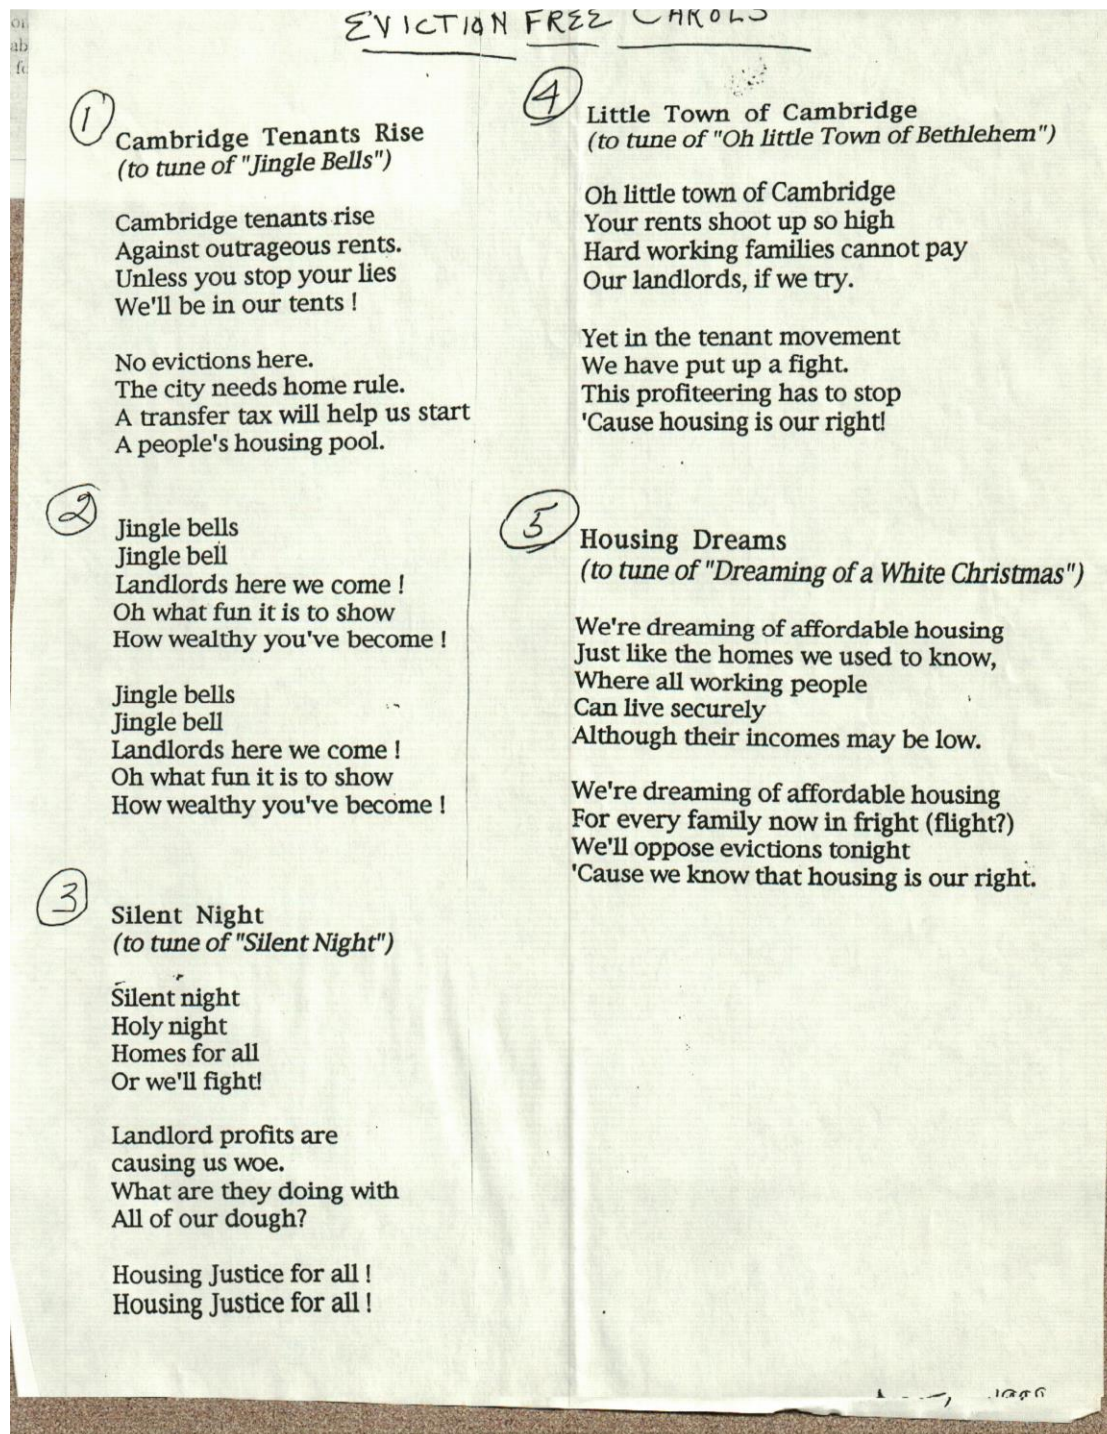 EVICTION FREE CAROLS
1
Cambridge Tenants Rise
(to tune of "Jingle Bells")
Cambridge tenants rise
Against outrageous rents.
Unless you stop your lies
We'll be in our tents !
No evictions here.
The city needs home rule.
A transfer tax will help us start
A people's housing pool.
2
Jingle bells
Jingle bell
Landlords here we come !
Oh what fun it is to show
How wealthy you've become !
Jingle bells
Jingle bell
Landlords here we come !
Oh what fun it is to show
How wealthy you've become !
3
Silent Night
(to tune of "Silent Night")
Silent night
Holy night
Homes for all
Or we'll fight!
Landlord profits are
causing us woe.
What are they doing with
All of our dough?
Housing Justice for all !
Housing Justice for all !
4
Little Town of Cambridge
(to tune of "Oh little Town of Bethlehem")
Oh little town of Cambridge
Your rents shoot up so high
Hard working families cannot pay
Our landlords, if we try.
Yet in the tenant movement
We have put up a fight.
This profiteering has to stop
'Cause housing is our right!
5
Housing Dreams
(to tune of "Dreaming of a White Christmas")
We're dreaming of affordable housing
Just like the homes we used to know,
Where all working people
Can live securely
Although their incomes may be low.
We're dreaming of affordable housing
For every family now in fright (flight?)
We'll oppose evictions tonight
'Cause we know that housing is our right.